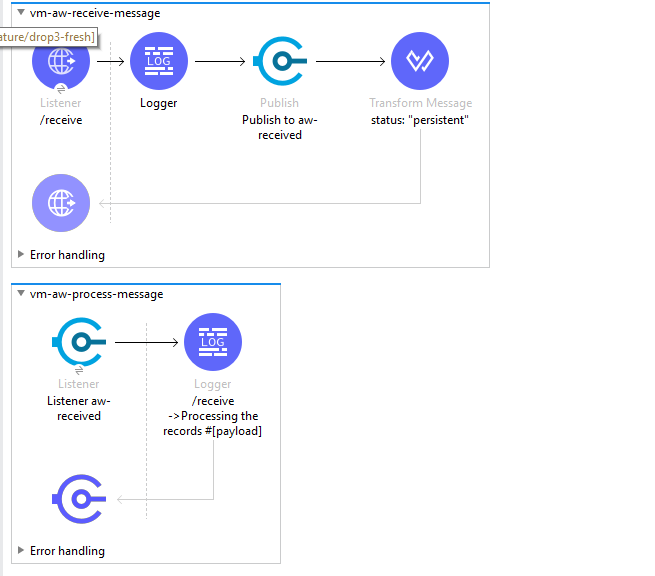 vm-aw-receive-message
ature/drop3-fresh]
LOG
Listener
/receive
Logger
Publish
Publish to aw-
received
Transform Message
status: "persistent"
Error handling
vm-aw-process-message
LOG
Listener
Listener aw-
received
Logger
/receive
->Processing the
records #[payload]
Error handling